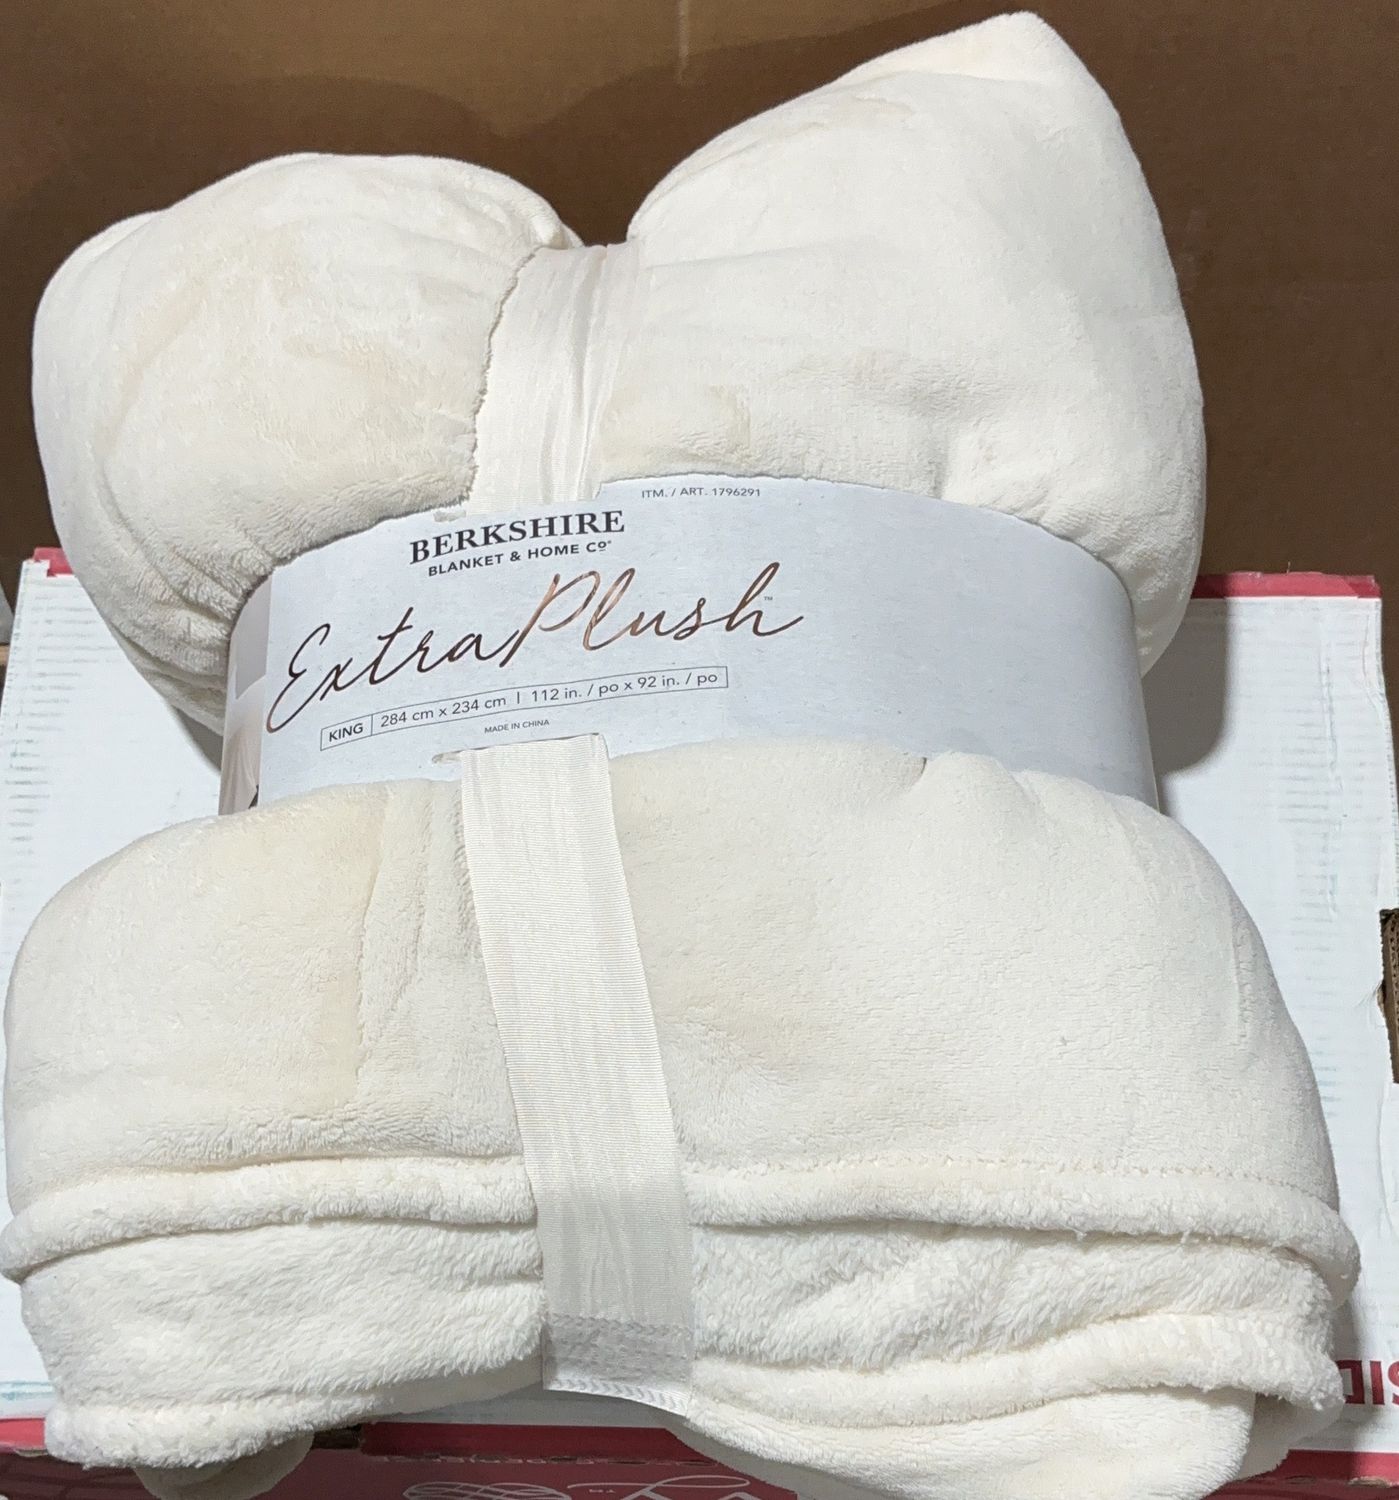 ITM. / ART. 1796291
BERKSHIRE
BLANKET & HOME Cº®
ExtraPlush™
KING | 284 cm x 234 cm | 112 in. / po x 92 in. / po
MADE IN CHINA